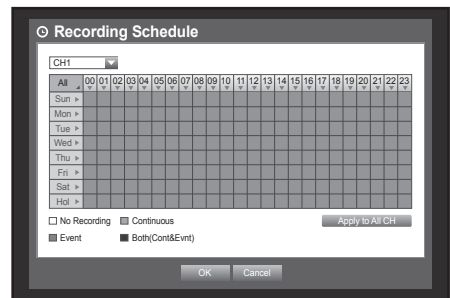 Recording Schedule
CH1
All 00 01 02 03 04 05 06 07 08 09 10 11 12 13 14 15 16 17 18 19 20 21 22 23
Sun
Mon
Tue
Wed
Thu
Fri
Sat
Hol
No Recording Continuous Apply to All CH
Event Both(Cont&Evnt)
OK Cancel